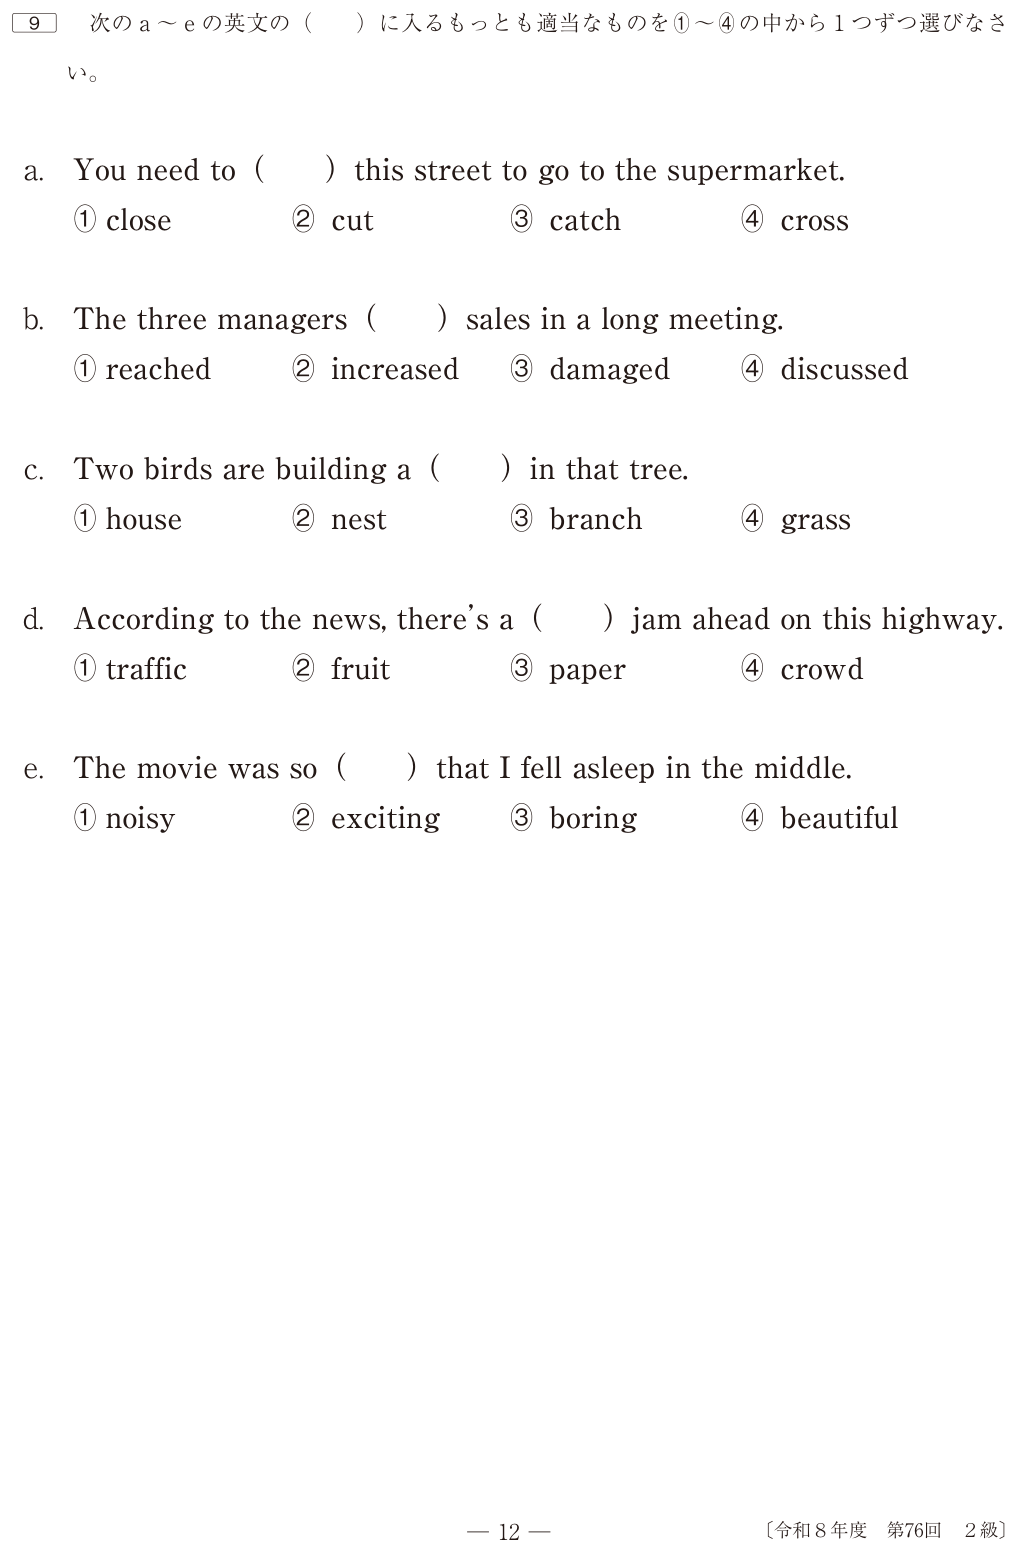 9　次のａ～ｅの英文の（　　）に入るもっとも適当なものを①～④の中から１つずつ選びなさ
い。
a. You need to（　　）this street to go to the supermarket.
① close　② cut　③ catch　④ cross
b. The three managers（　　）sales in a long meeting.
① reached　② increased　③ damaged　④ discussed
c. Two birds are building a（　　）in that tree.
① house　② nest　③ branch　④ grass
d. According to the news, there's a（　　）jam ahead on this highway.
① traffic　② fruit　③ paper　④ crowd
e. The movie was so（　　）that I fell asleep in the middle.
① noisy　② exciting　③ boring　④ beautiful
― 12 ―　〔令和８年度　第76回　２級〕